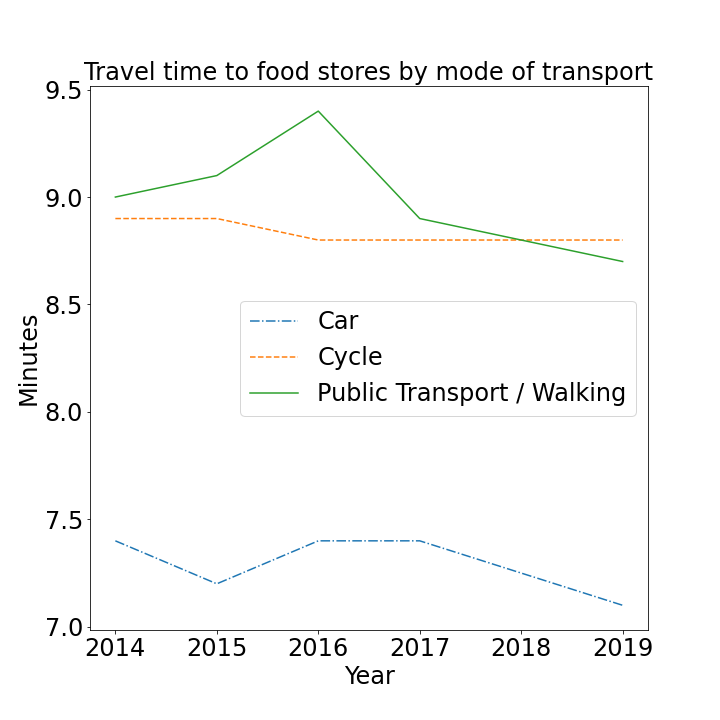 Travel time to food stores by mode of transport
9.5
9.0
8.5
8.0
7.5
7.0
Minutes
Car
Cycle
Public Transport / Walking
2014 2015 2016 2017 2018 2019
Year